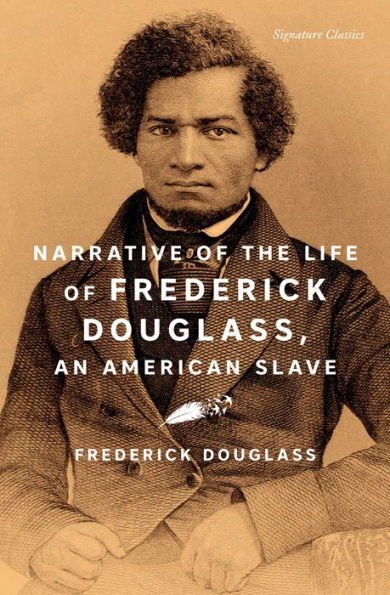 Signature Classics
NARRATIVE OF THE LIFE
OF FREDERICK
DOUGLASS,
AN AMERICAN SLAVE
FREDERICK DOUGLASS